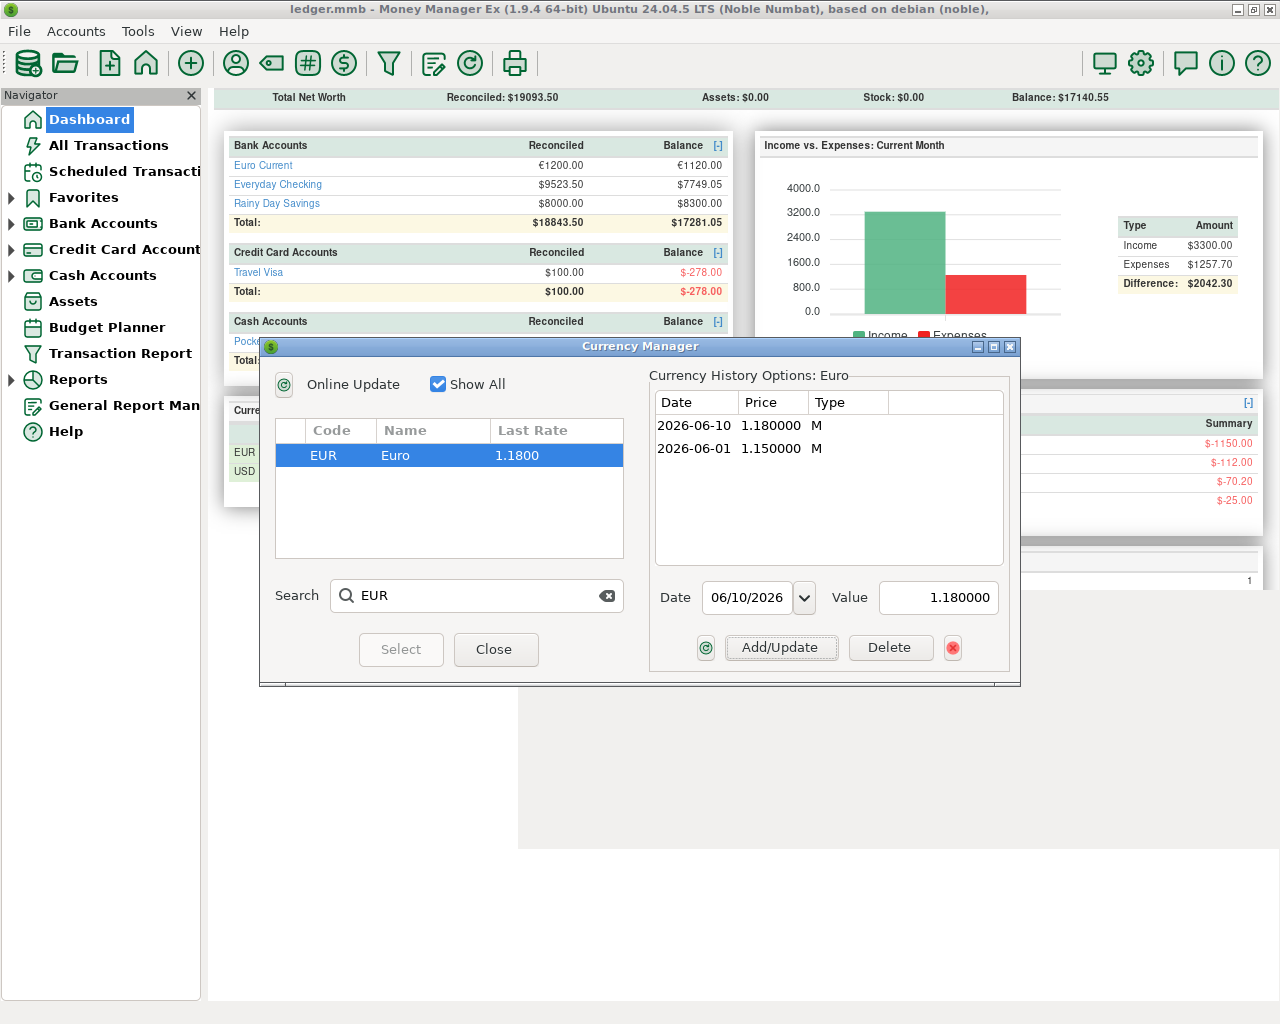 ledger.mmb - Money Manager Ex (1.9.4 64-bit) Ubuntu 24.04.5 LTS (Noble Numbat), based on debian (noble),
File Accounts Tools View Help
Navigator
Dashboard
All Transactions
Scheduled Transacti
Favorites
Bank Accounts
Credit Card Account
Cash Accounts
Assets
Budget Planner
Transaction Report
Reports
General Report Man
Help
Total Net Worth Reconciled: $19093.50 Assets: $0.00 Stock: $0.00 Balance: $17140.55
Bank Accounts Reconciled Balance [-]
Euro Current €1200.00 €1120.00
Everyday Checking $9523.50 $7749.05
Rainy Day Savings $8000.00 $8300.00
Total: $18843.50 $17281.05
Credit Card Accounts Reconciled Balance [-]
Travel Visa $100.00 $-278.00
Total: $100.00 $-278.00
Cash Accounts Reconciled Balance [-]
Pocke
Total:
Curre
EUR
USD
Income vs. Expenses: Current Month
4000.0
3200.0
2400.0
1600.0
800.0
0.0
Income Expenses
Type Amount
Income $3300.00
Expenses $1257.70
Difference: $2042.30
[-]
Summary
$-1150.00
$-112.00
$-70.20
$-25.00
1
Currency Manager
Online Update Show All
Code Name Last Rate
EUR Euro 1.1800
Search EUR
Select Close
Currency History Options: Euro
Date Price Type
2026-06-10 1.180000 M
2026-06-01 1.150000 M
Date 06/10/2026 Value 1.180000
Add/Update Delete